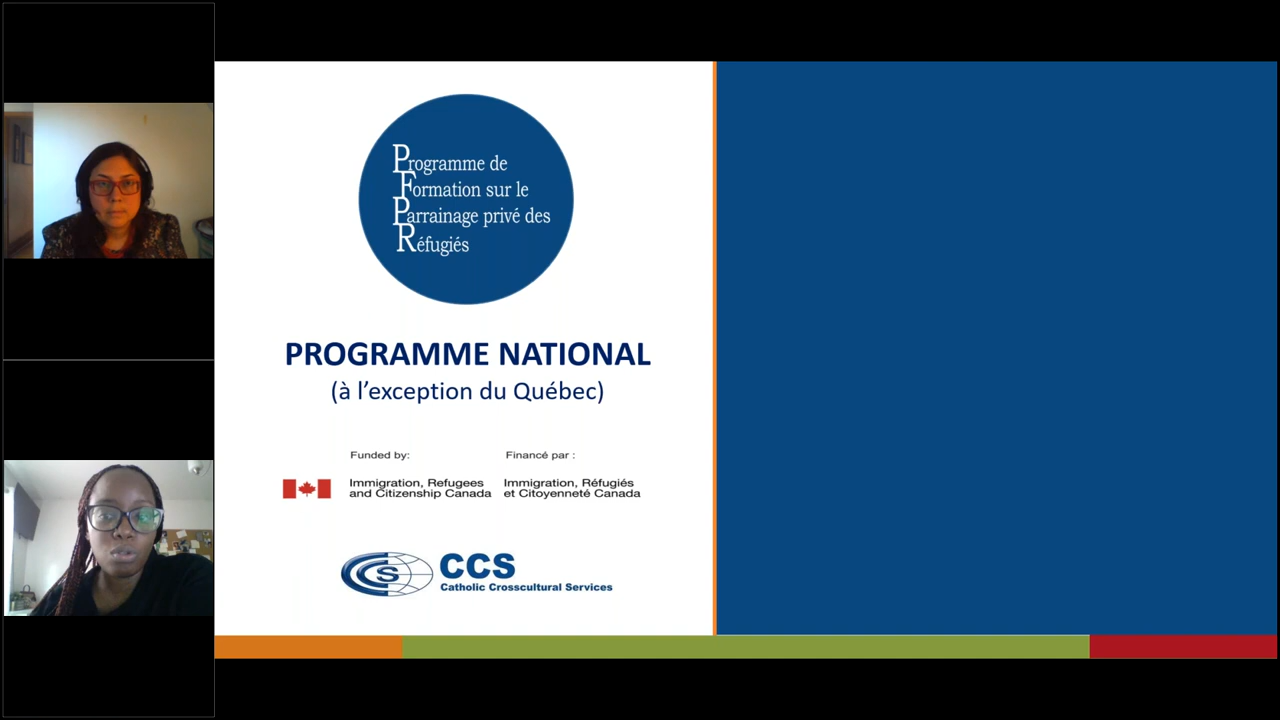 Programme de
Formation sur le
Parrainage privé des
Réfugiés
PROGRAMME NATIONAL
(à l’exception du Québec)
Funded by:
Financé par :
Immigration, Refugees
and Citizenship Canada
Immigration, Réfugiés
et Citoyenneté Canada
CCS
CCS
Catholic Crosscultural Services